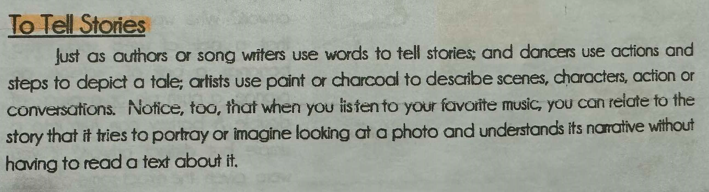 To Tell Stories
Just as authors or song writers use words to tell stories; and dancers use actions and
steps to depict a tale; artists use paint or charcoal to describe scenes, characters, action or
conversations. Notice, too, that when you listen to your favorite music, you can relate to the
story that it tries to portray or imagine looking at a photo and understands its narrative without
having to read a text about it.